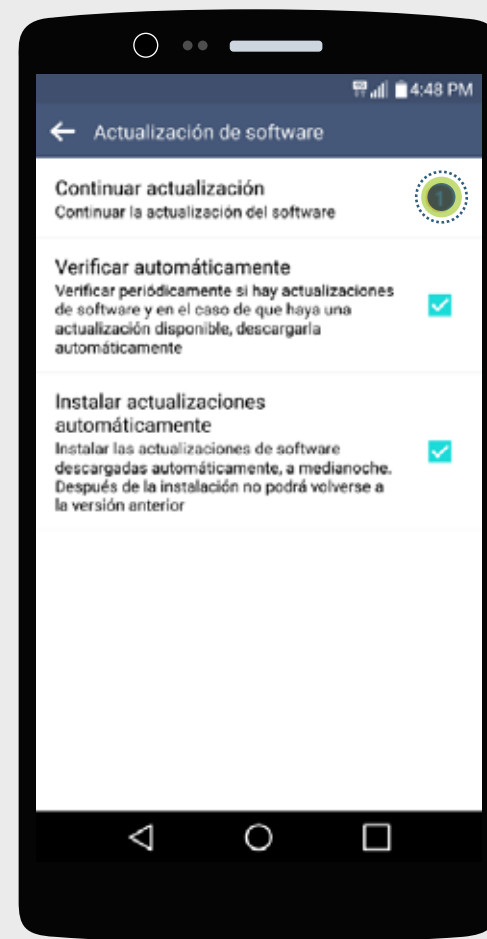 4:48 PM
Actualización de software
Continuar actualización
Continuar la actualización del software
1
Verificar automáticamente
Verificar periódicamente si hay actualizaciones
de software y en el caso de que haya una
actualización disponible, descargarla
automáticamente
Instalar actualizaciones
automáticamente
Instalar las actualizaciones de software
descargadas automáticamente, a medianoche.
Después de la instalación no podrá volverse a
la versión anterior